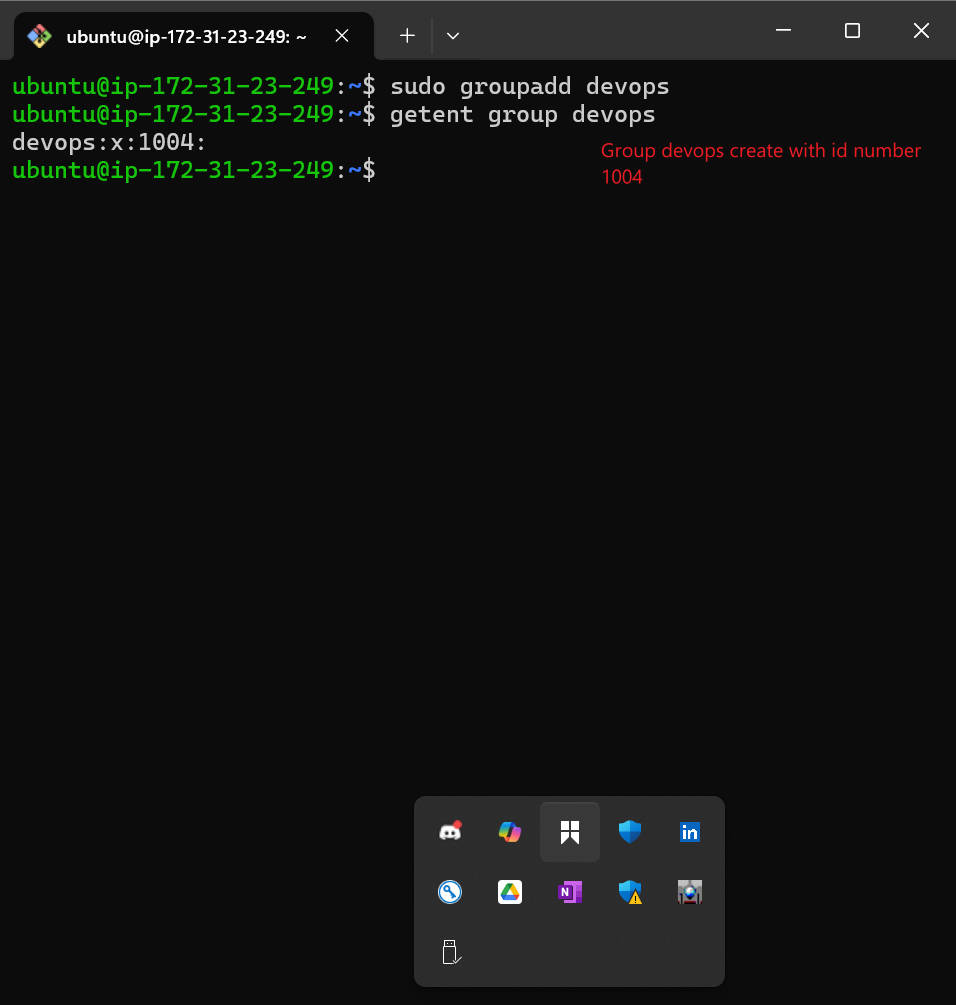 ubuntu@ip-172-31-23-249: ~
ubuntu@ip-172-31-23-249:~$ sudo groupadd devops
ubuntu@ip-172-31-23-249:~$ getent group devops
devops:x:1004:
ubuntu@ip-172-31-23-249:~$
Group devops create with id number
1004
in
N